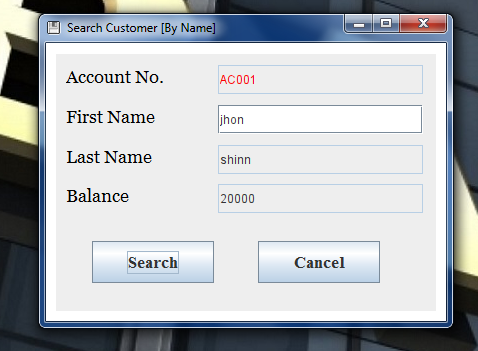 Search Customer [By Name]
Account No. AC001
First Name jhon
Last Name shinn
Balance 20000
Search Cancel